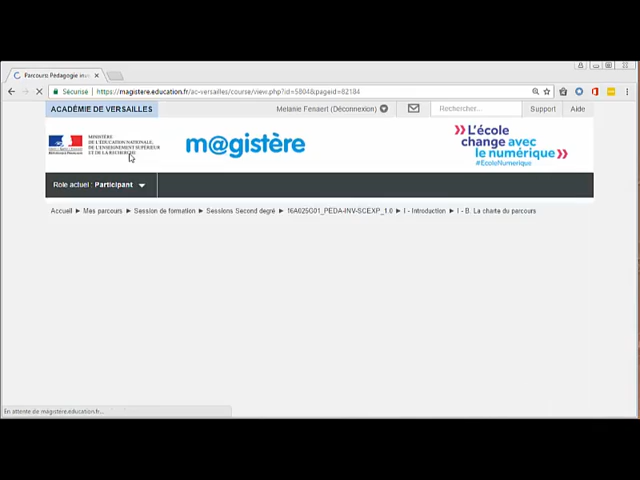 Parcours Pédagogie inve
Sécurisé https://magistere.education.fr/ac-versailles/course/view.php?id=5804&pageid=82184
ACADÉMIE DE VERSAILLES
Melanie Fenaert (Déconnexion)
Rechercher...
Support
Aide
MINISTÈRE
DE L'ÉDUCATION NATIONALE,
DE L'ENSEIGNEMENT SUPÉRIEUR
ET DE LA RECHERCHE
m@gistère
L'école
change avec
le numérique
#EcoleNumerique
Role actuel : Participant
Accueil ► Mes parcours ► Session de formation ► Sessions Second degré ► 16A025G01_PEDA-INV-SCEXP_1.0 ► I - Introduction ► I - B. La charte du parcours
En attente de magistere.education.fr...